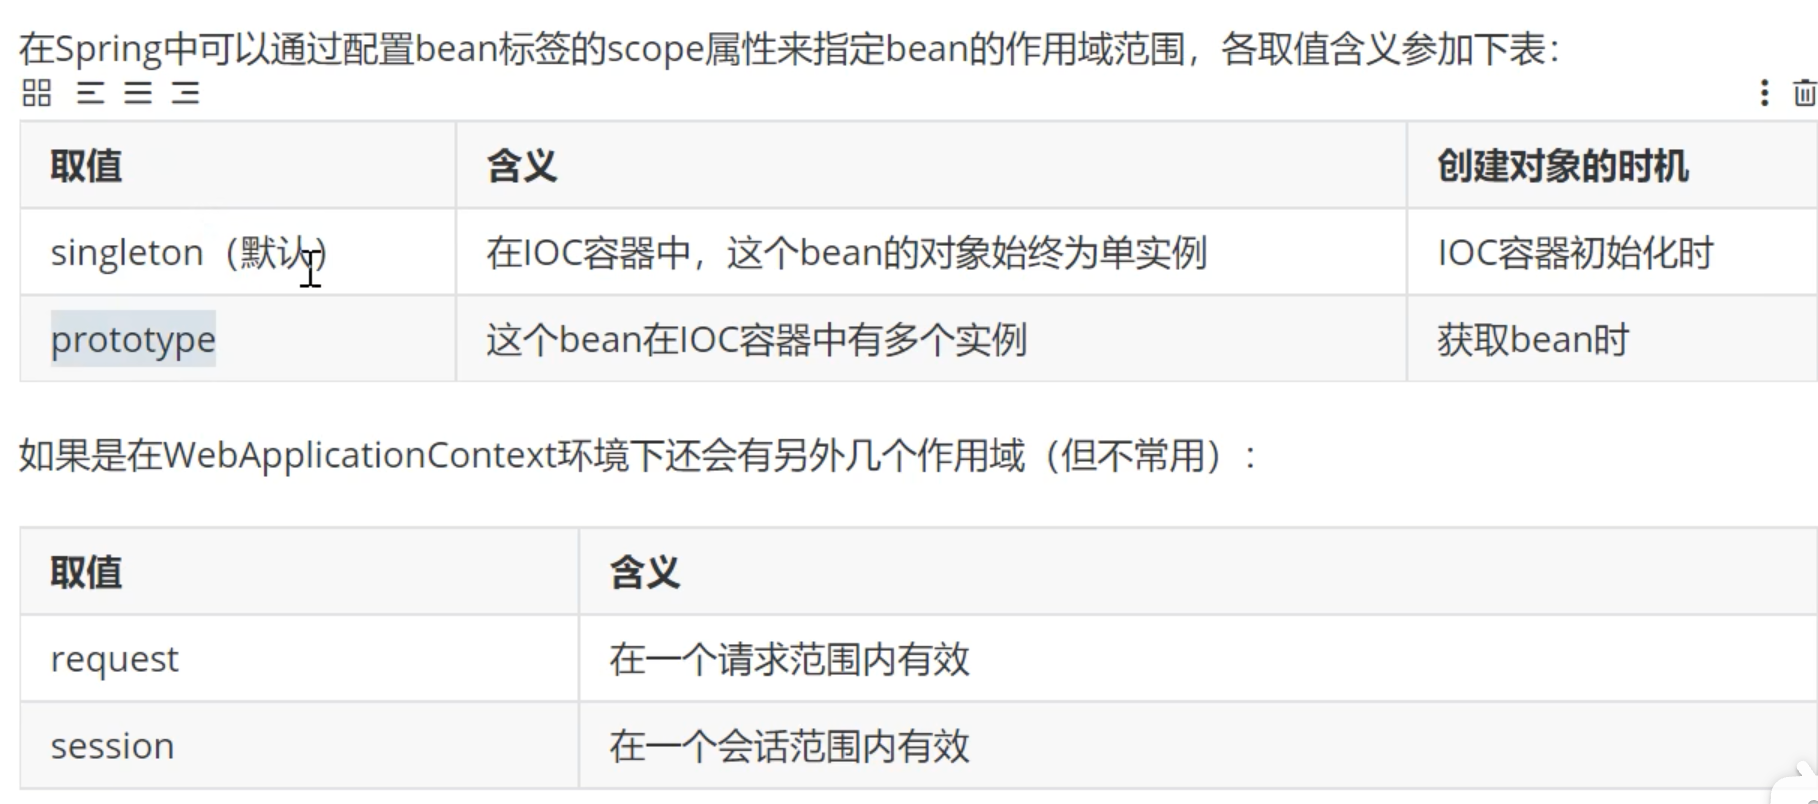 在Spring中可以通过配置bean标签的scope属性来指定bean的作用域范围，各取值含义参加下表：
取值 含义 创建对象的时机
singleton（默认） 在IOC容器中，这个bean的对象始终为单实例 IOC容器初始化时
prototype 这个bean在IOC容器中有多个实例 获取bean时
如果是在WebApplicationContext环境下还会有另外几个作用域（但不常用）：
取值 含义
request 在一个请求范围内有效
session 在一个会话范围内有效